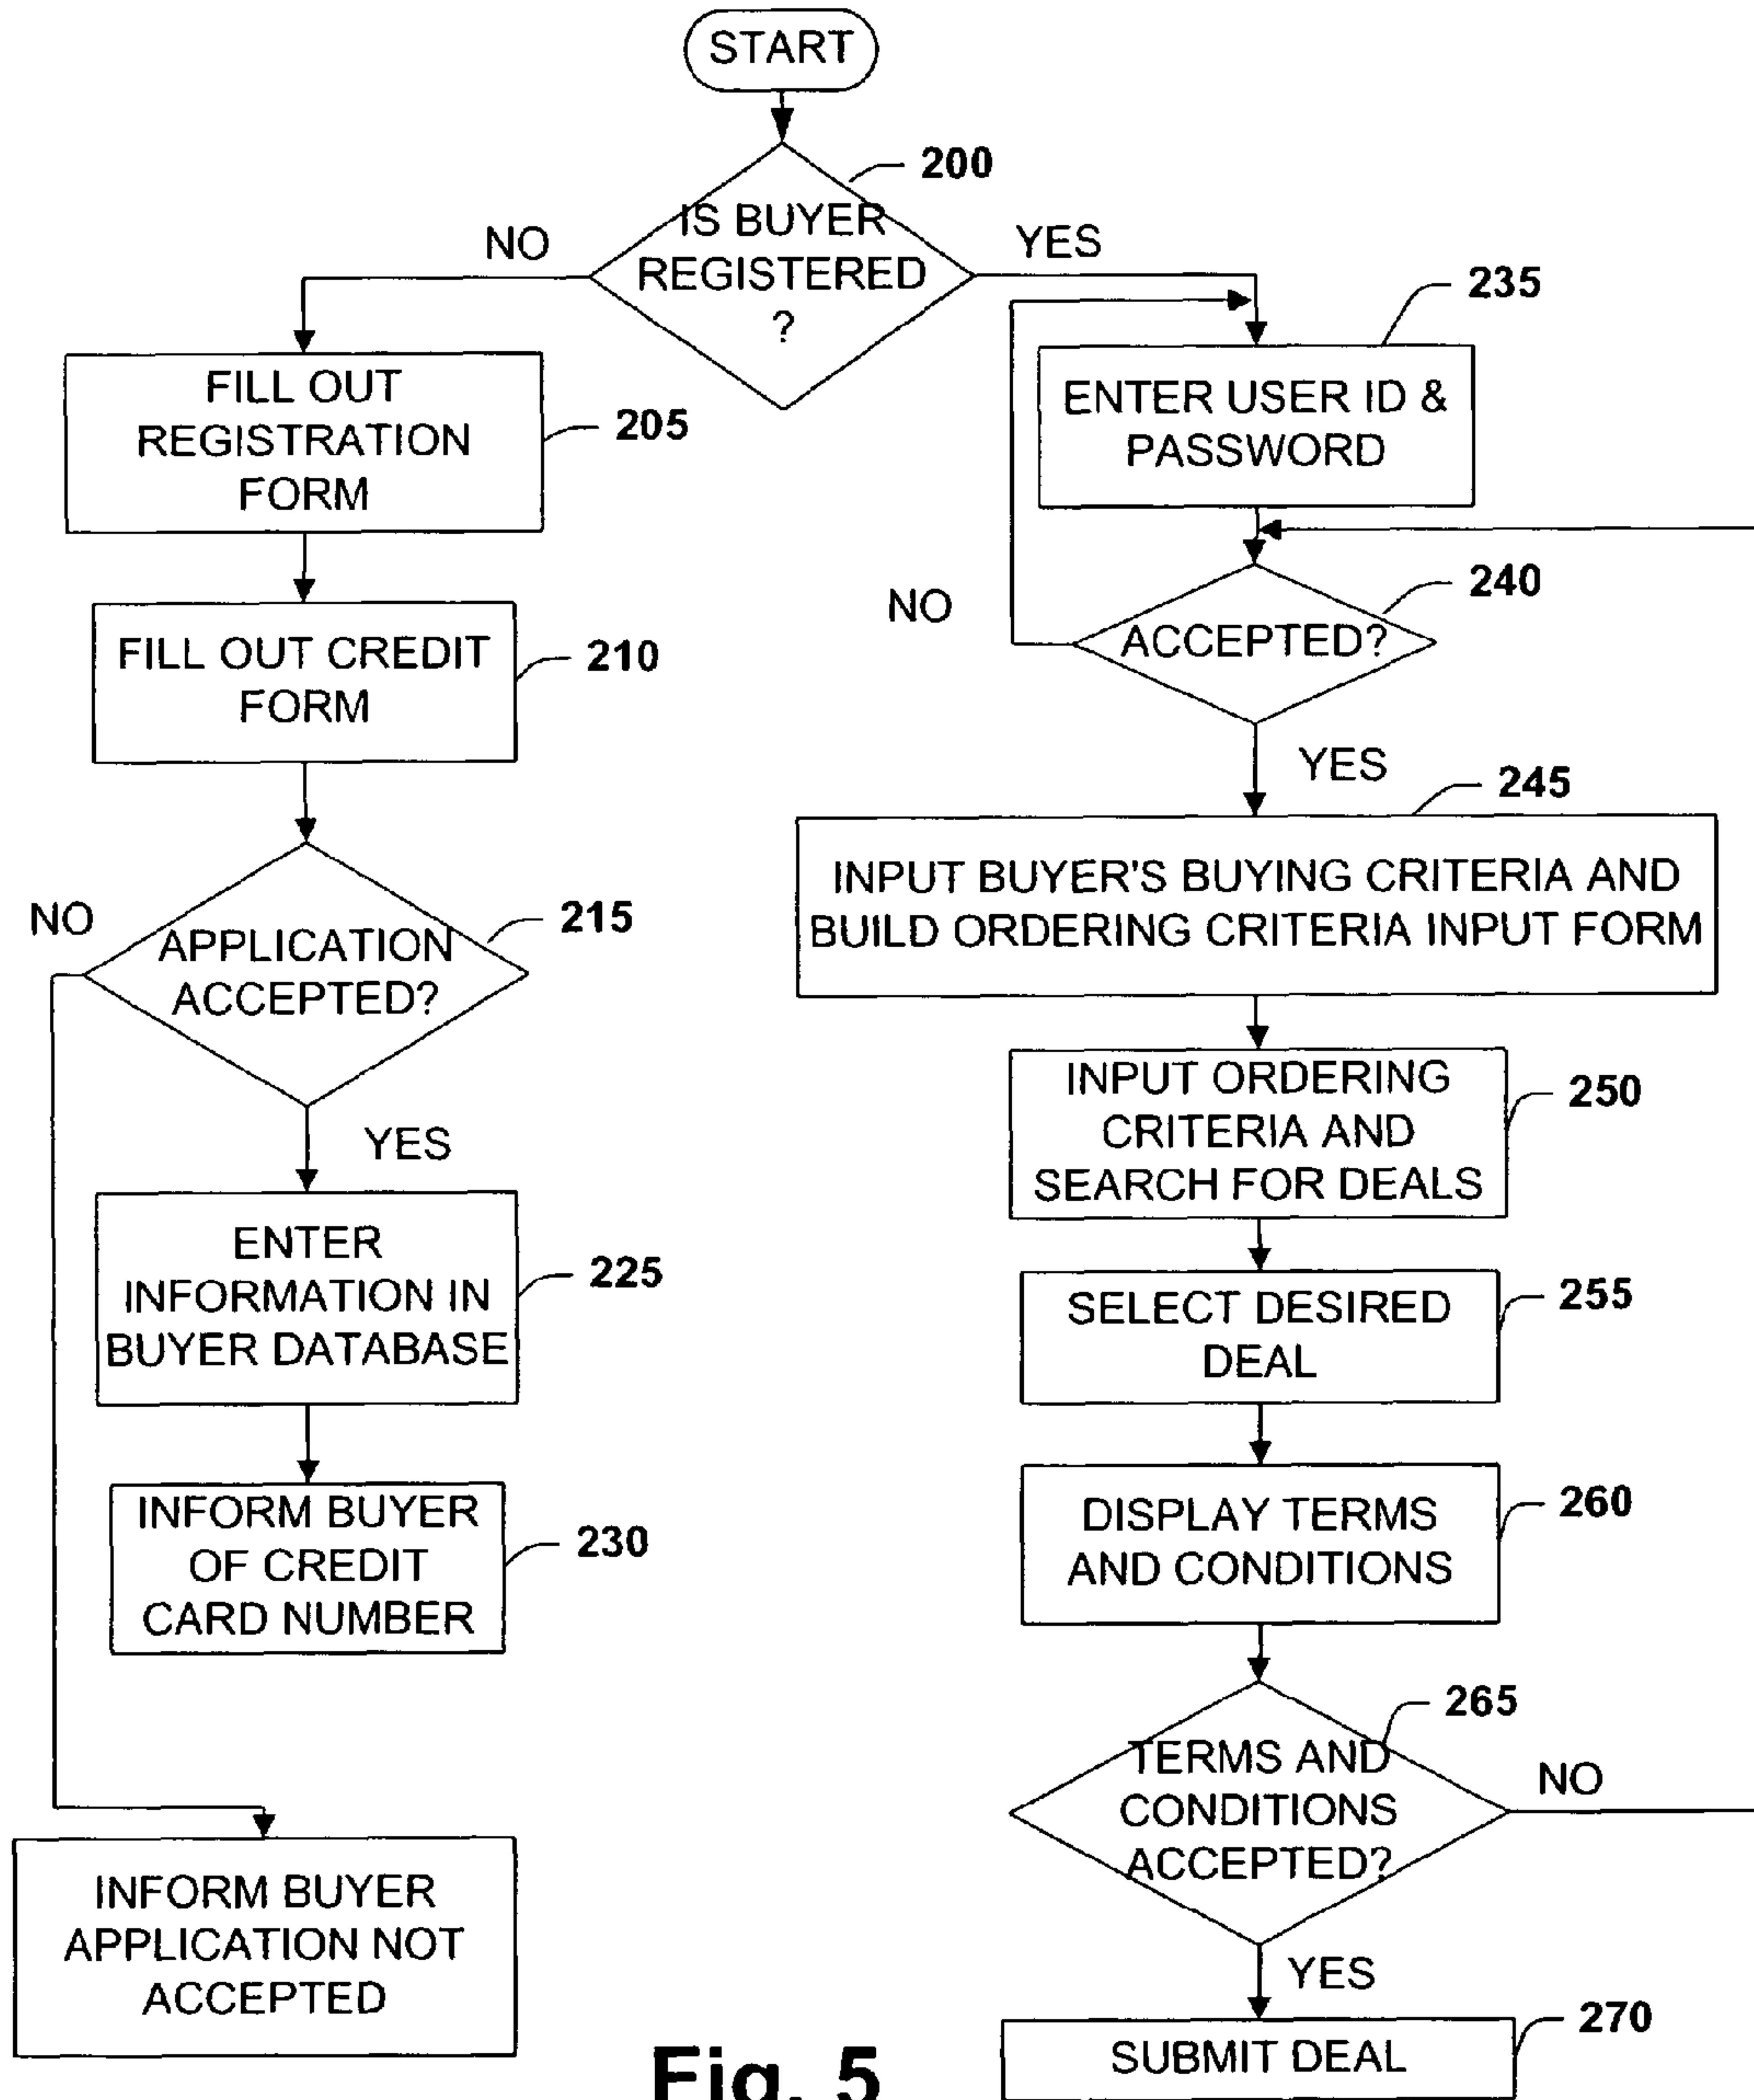 START
200
IS BUYER
REGISTERED
?
NO
YES
FILL OUT
REGISTRATION
FORM
205
235
ENTER USER ID &
PASSWORD
FILL OUT CREDIT
FORM
210
240
NO
ACCEPTED?
YES
NO
215
APPLICATION
ACCEPTED?
YES
245
INPUT BUYER'S BUYING CRITERIA AND
BUILD ORDERING CRITERIA INPUT FORM
INPUT ORDERING
CRITERIA AND
SEARCH FOR DEALS
250
ENTER
INFORMATION IN
BUYER DATABASE
225
SELECT DESIRED
DEAL
255
INFORM BUYER
OF CREDIT
CARD NUMBER
230
DISPLAY TERMS
AND CONDITIONS
260
265
TERMS AND
CONDITIONS
ACCEPTED?
NO
YES
INFORM BUYER
APPLICATION NOT
ACCEPTED
270
SUBMIT DEAL
Fig. 5